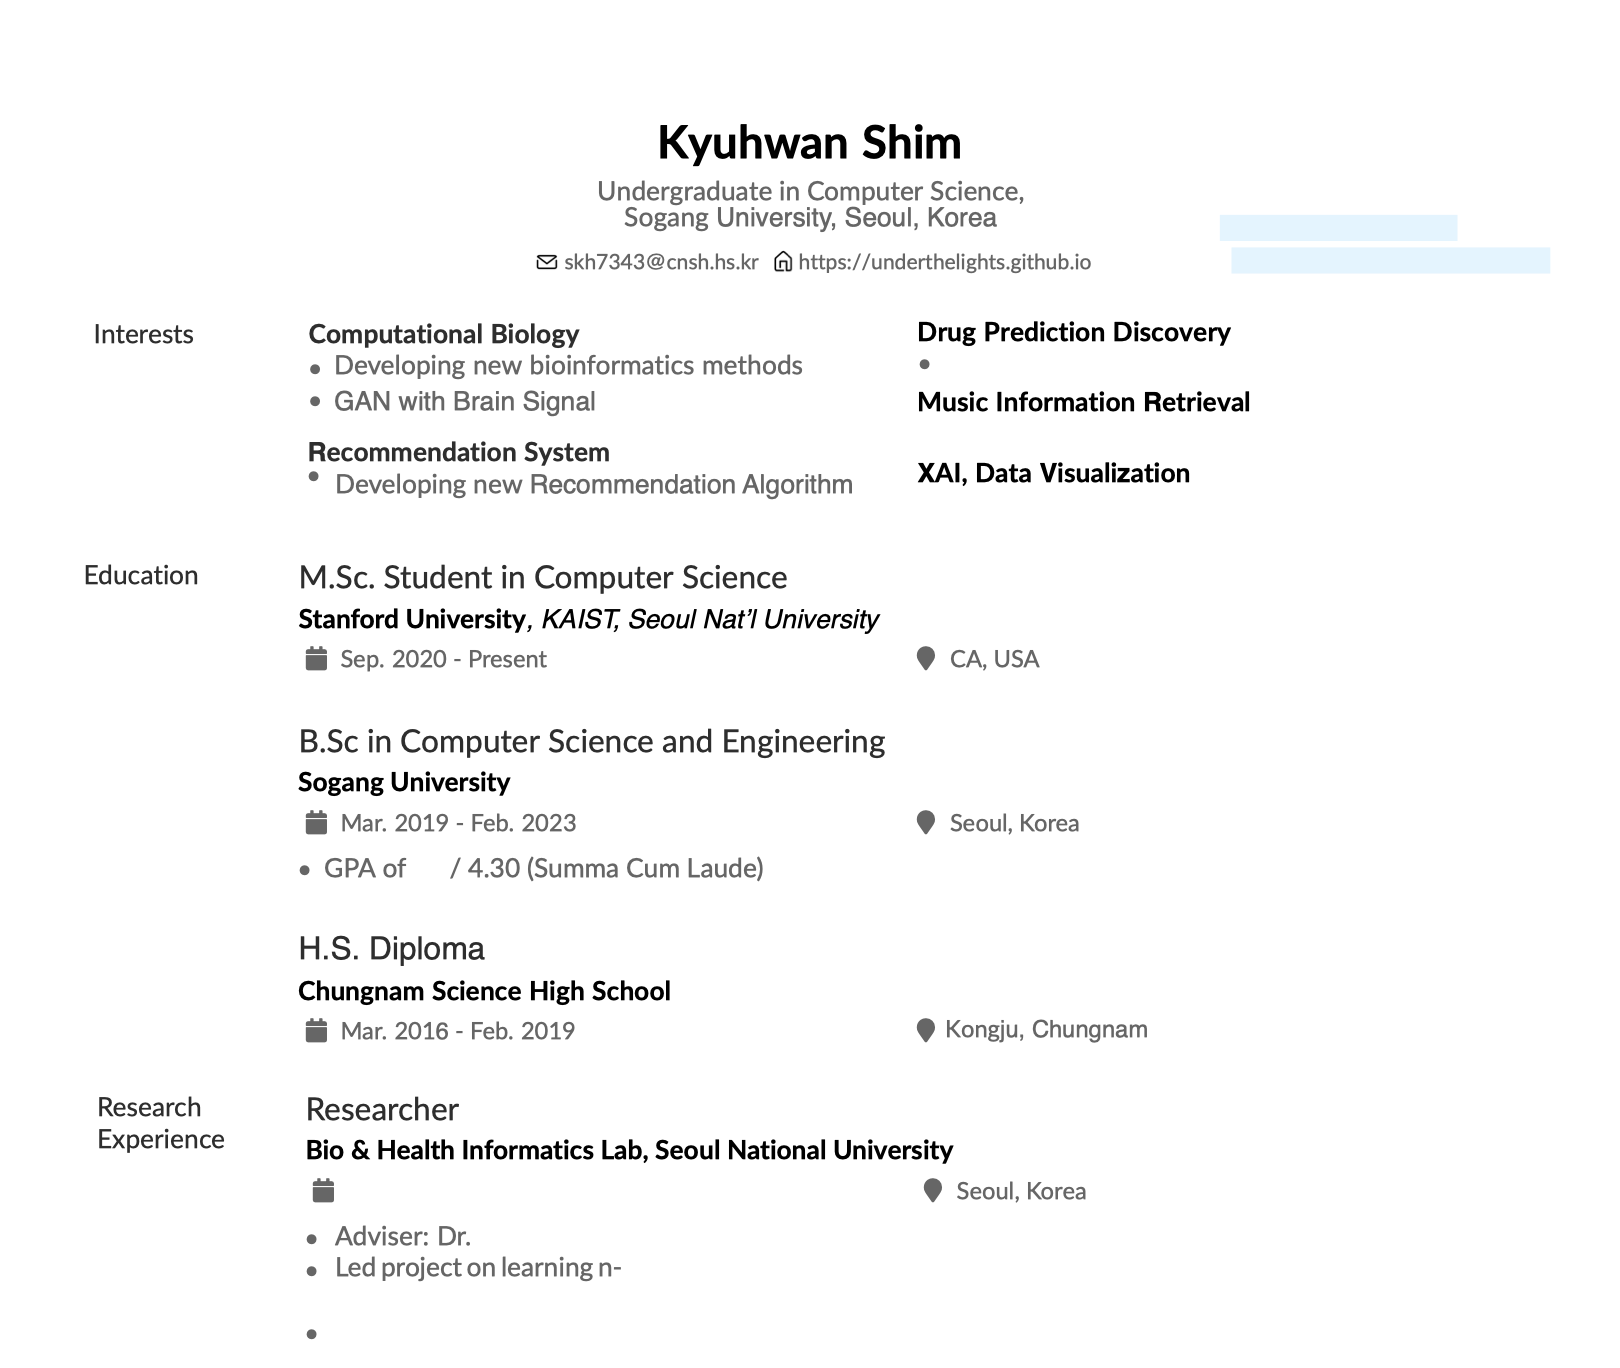 Kyuhwan Shim
Undergraduate in Computer Science,
Sogang University, Seoul, Korea
skh7343@cnsh.hs.kr https://underthelights.github.io
Interests
Computational Biology
• Developing new bioinformatics methods
• GAN with Brain Signal
Recommendation System
• Developing new Recommendation Algorithm
Drug Prediction Discovery
•
Music Information Retrieval
XAI, Data Visualization
Education
M.Sc. Student in Computer Science
Stanford University, KAIST, Seoul Nat’l University
Sep. 2020 - Present
CA, USA
B.Sc in Computer Science and Engineering
Sogang University
Mar. 2019 - Feb. 2023
Seoul, Korea
• GPA of / 4.30 (Summa Cum Laude)
H.S. Diploma
Chungnam Science High School
Mar. 2016 - Feb. 2019
Kongju, Chungnam
Research
Experience
Researcher
Bio & Health Informatics Lab, Seoul National University
Seoul, Korea
• Adviser: Dr.
• Led project on learning n-
•